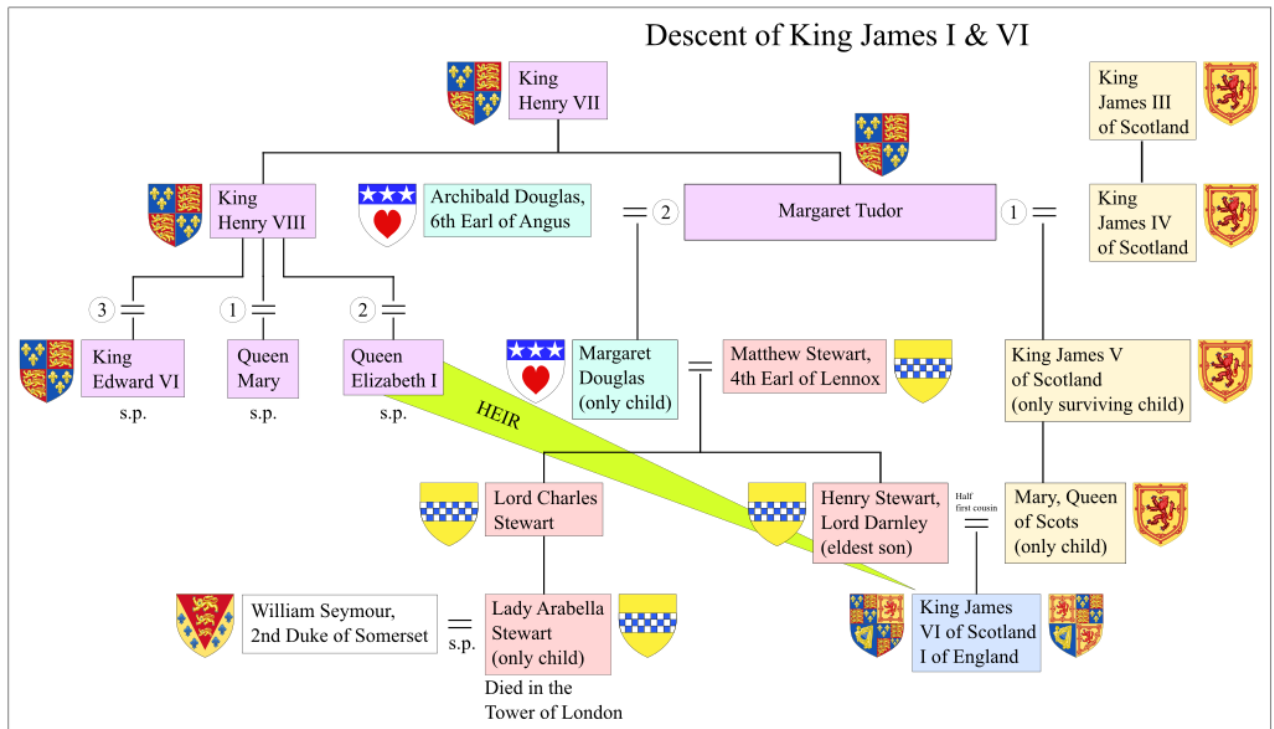 Descent of King James I & VI
King
Henry VII
King
James III
of Scotland
King
Henry VIII
Archibald Douglas,
6th Earl of Angus
2
Margaret Tudor
1
King
James IV
of Scotland
3
1
2
King
Edward VI
s.p.
Queen
Mary
s.p.
Queen
Elizabeth I
s.p.
HEIR
Margaret
Douglas
(only child)
Matthew Stewart,
4th Earl of Lennox
King James V
of Scotland
(only surviving child)
Lord Charles
Stewart
Henry Stewart,
Lord Darnley
(eldest son)
Half
first cousin
Mary, Queen
of Scots
(only child)
William Seymour,
2nd Duke of Somerset
s.p.
Lady Arabella
Stewart
(only child)
Died in the
Tower of London
King James
VI of Scotland
I of England